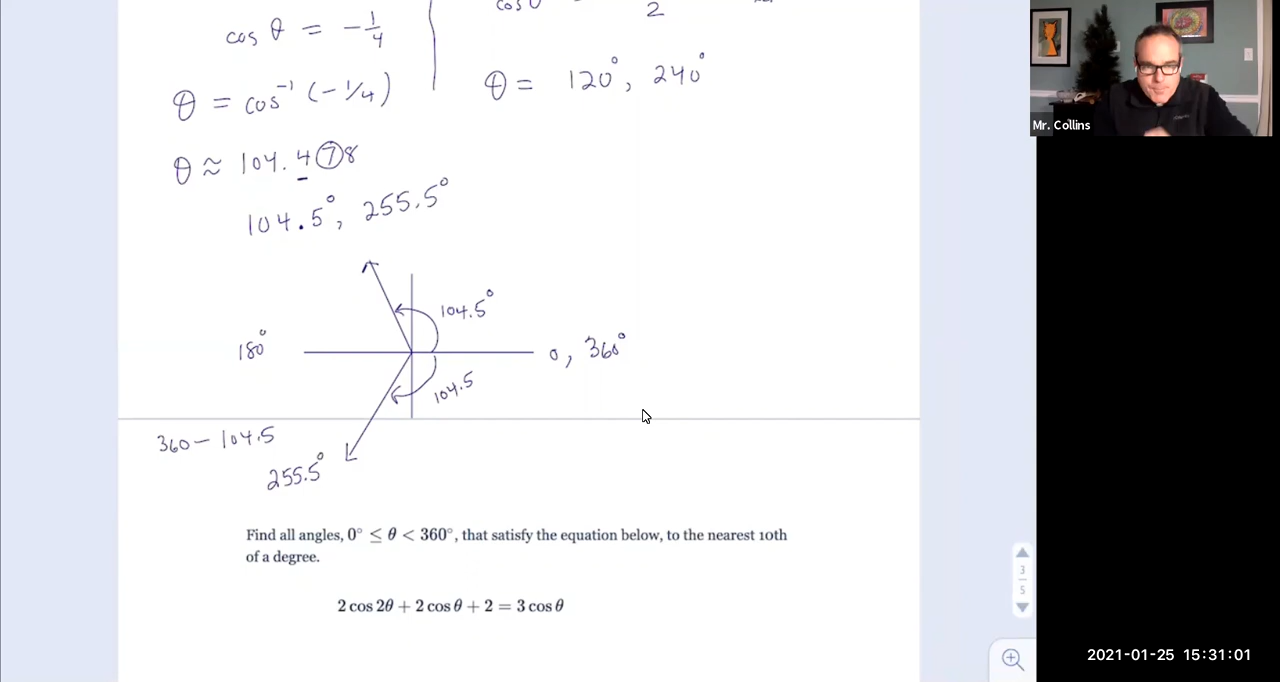 cos θ = -1/4
cos θ
2
θ = cos⁻¹ (-1/4)
θ = 120°, 240°
θ ≈ 104.478
104.5°, 255.5°
104.5°
180°
0, 360°
104.5
360 - 104.5
255.5°
Find all angles, 0° ≤ θ < 360°, that satisfy the equation below, to the nearest 10th
of a degree.
2 cos 2θ + 2 cos θ + 2 = 3 cos θ
Mr. Collins
3
5
2021-01-25 15:31:01